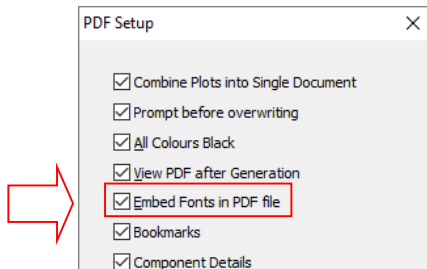 PDF Setup
Combine Plots into Single Document
Prompt before overwriting
All Colours Black
View PDF after Generation
Embed Fonts in PDF file
Bookmarks
Component Details